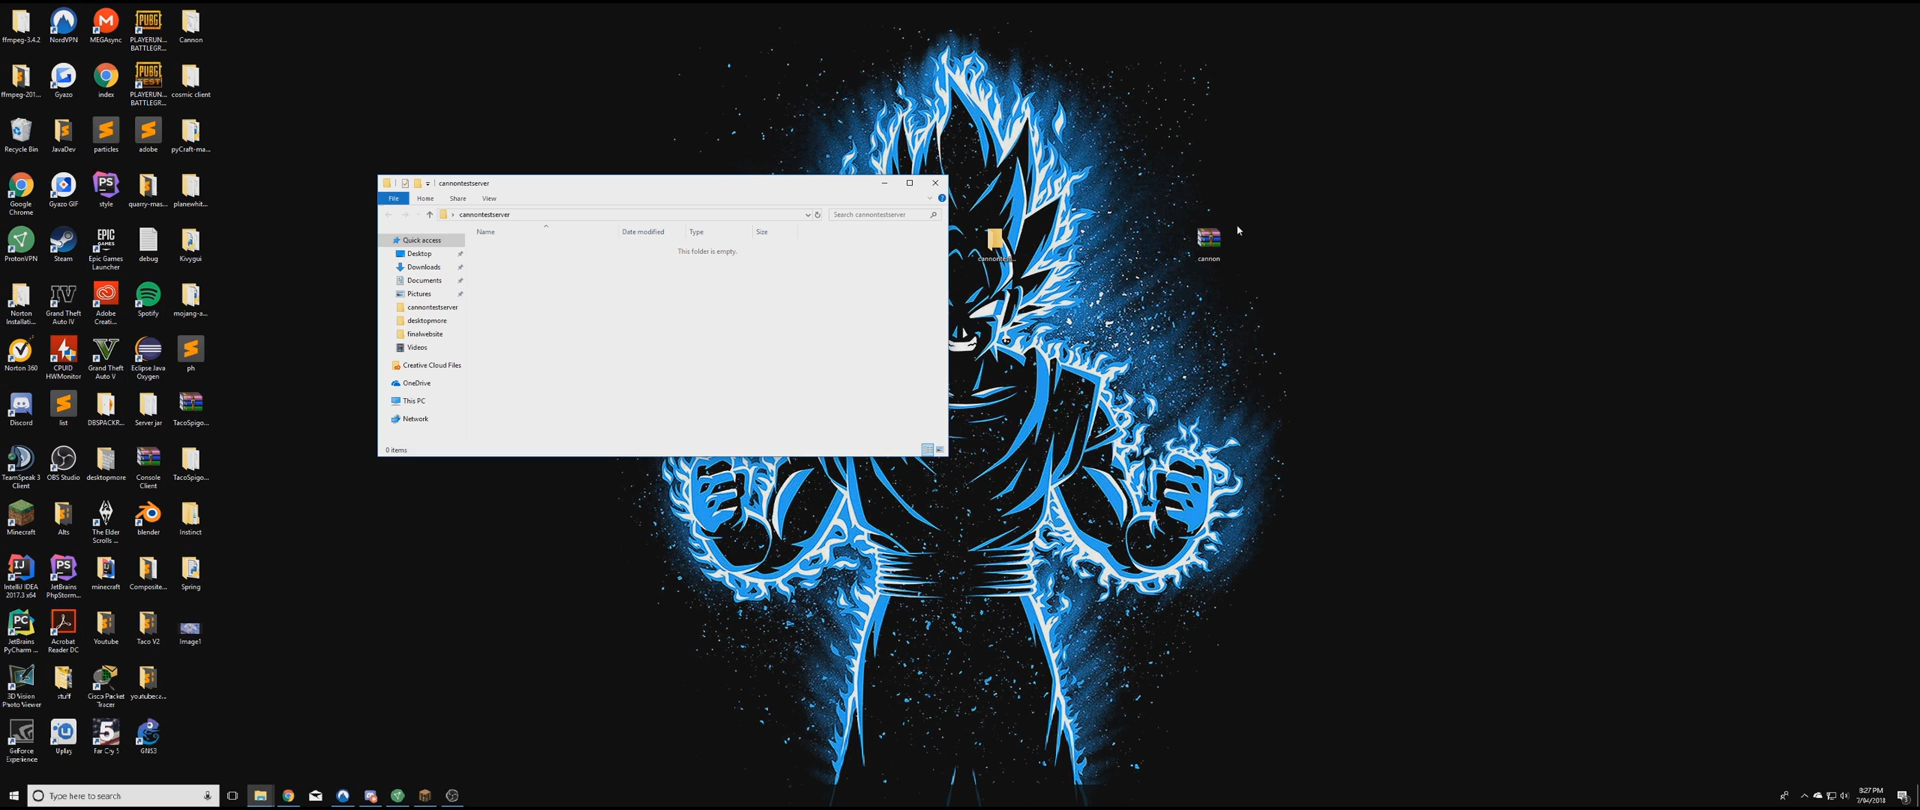 ffmpeg-3.4.2
NordVPN
MEGAsync
PLAYERUN...
BATTLEGR...
Cannon
ffmpeg-201...
Gyazo
index
PLAYERUN...
BATTLEGR...
cosmic client
Recycle Bin
JavaDev
particles
adobe
pyCraft-ma...
Google
Chrome
Gyazo GIF
style
quarry-mas...
planewhit...
ProtonVPN
Steam
Epic Games
Launcher
debug
Kivygui
Norton
Installati...
Grand Theft
Auto IV
Adobe
Creati...
Spotify
mojang-a...
Norton 360
CPUID
HWMonitor
Grand Theft
Auto V
Eclipse Java
Oxygen
ph
Discord
list
DBSPACKR...
Server jar
TacoSpigo...
TeamSpeak 3
Client
OBS Studio
desktopmore
Console
Client
TacoSpigo...
Minecraft
Alts
The Elder
Scrolls ...
blender
Instinct
IntelliJ IDEA
2017.3 x64
JetBrains
PhpStorm...
minecraft
Composite...
Spring
JetBrains
PyCharm ...
Acrobat
Reader DC
Youtube
Taco V2
Image1
3D Vision
Photo Viewer
stuff
Cisco Packet
Tracer
youtubeca...
GeForce
Experience
Uplay
Far Cry 5
GNS3
cannontestserver
File
Home
Share
View
cannontestserver
Search cannontestserver
Name
Date modified
Type
Size
This folder is empty.
Quick access
Desktop
Downloads
Documents
Pictures
cannontestserver
desktopmore
finalwebsite
Videos
Creative Cloud Files
OneDrive
This PC
Network
0 items
cannontest...
cannon
Type here to search
8:27 PM
7/04/2018